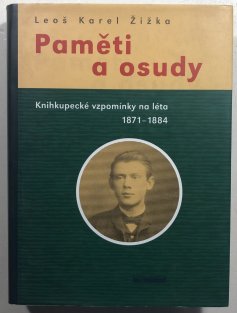 Leoš Karel Žižka
Paměti
a osudy
Knihkupecké vzpomínky na léta
1871–1884